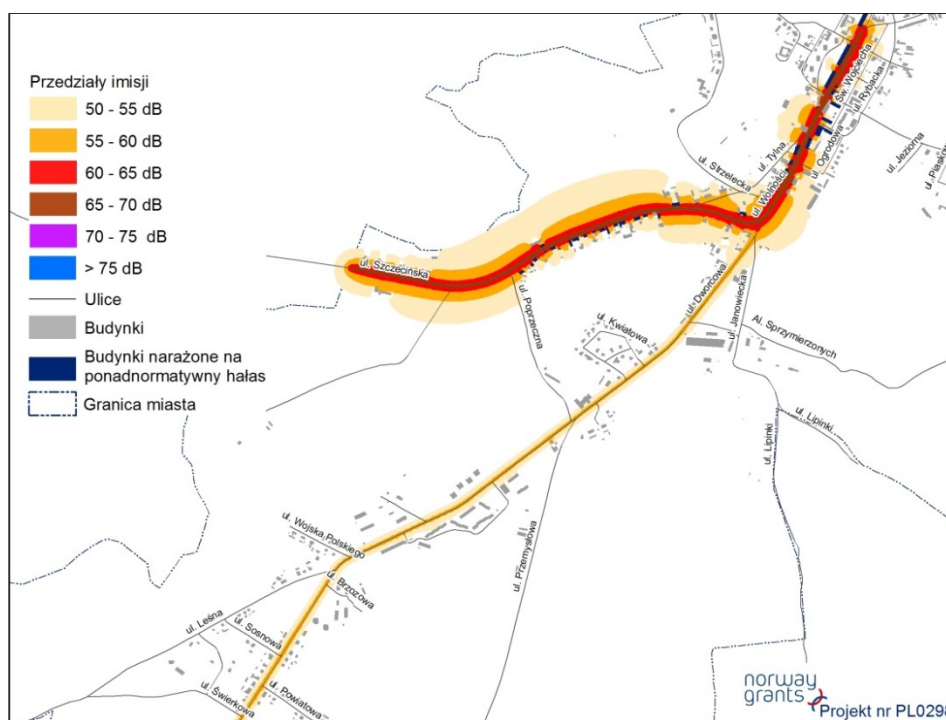 Przedziały imisji
50 - 55 dB
55 - 60 dB
60 - 65 dB
65 - 70 dB
70 - 75 dB
> 75 dB
Ulice
Budynki
Budynki narażone na
ponadnormatywny hałas
Granica miasta
Św. Wojciecha
ul. Rybacka
ul. Jeziorna
ul. Ogrodowa
ul. Tylna
ul. Strzelecka
ul. Wolności
ul. Szczecińska
ul. Poprzeczna
ul. Kwiatowa
ul. Dworcowa
ul. Janowiecka
Al. Sprzymierzonych
ul. Lipinki
ul. Lipinki
ul. Przemysłowa
ul. Wojska Polskiego
ul. Brzozowa
ul. Leśna
ul. Sosnowa
ul. Świerkowa
ul. Powiatowa
norway
grants
Projekt nr PL0298